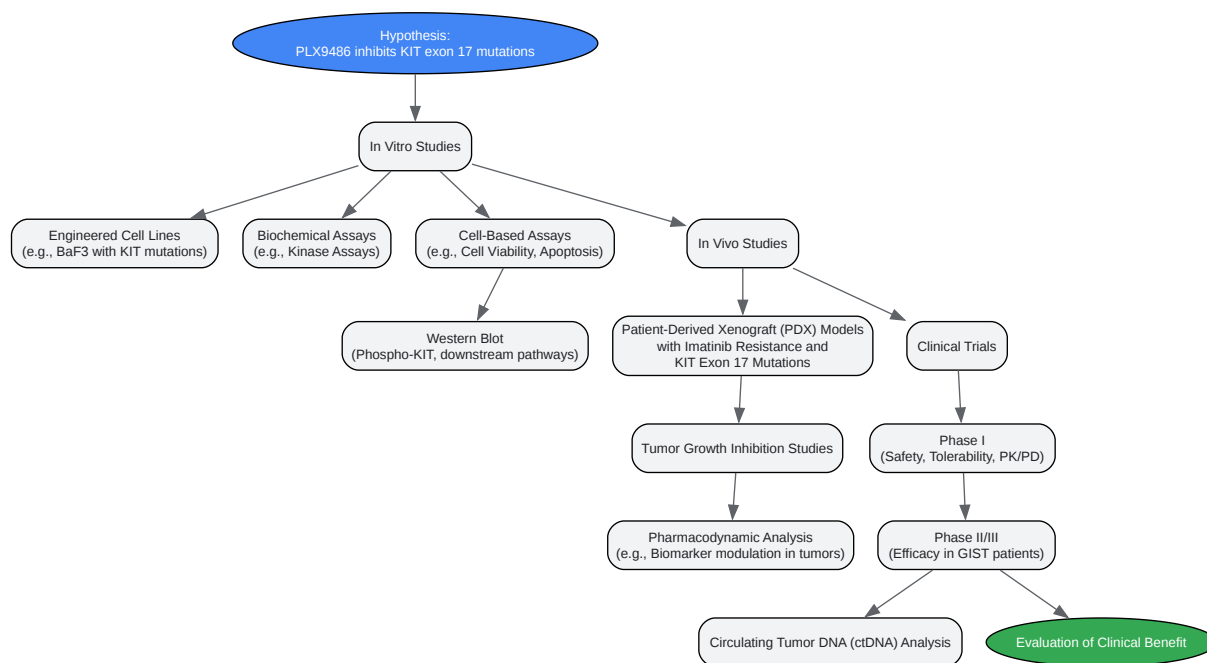 Hypothesis:
PLX9486 inhibits KIT exon 17 mutations
In Vitro Studies
Engineered Cell Lines
(e.g., BaF3 with KIT mutations)
Biochemical Assays
(e.g., Kinase Assays)
Cell-Based Assays
(e.g., Cell Viability, Apoptosis)
In Vivo Studies
Western Blot
(Phospho-KIT, downstream pathways)
Patient-Derived Xenograft (PDX) Models
with Imatinib Resistance and
KIT Exon 17 Mutations
Clinical Trials
Tumor Growth Inhibition Studies
Phase I
(Safety, Tolerability, PK/PD)
Pharmacodynamic Analysis
(e.g., Biomarker modulation in tumors)
Phase II/III
(Efficacy in GIST patients)
Circulating Tumor DNA (ctDNA) Analysis
Evaluation of Clinical Benefit